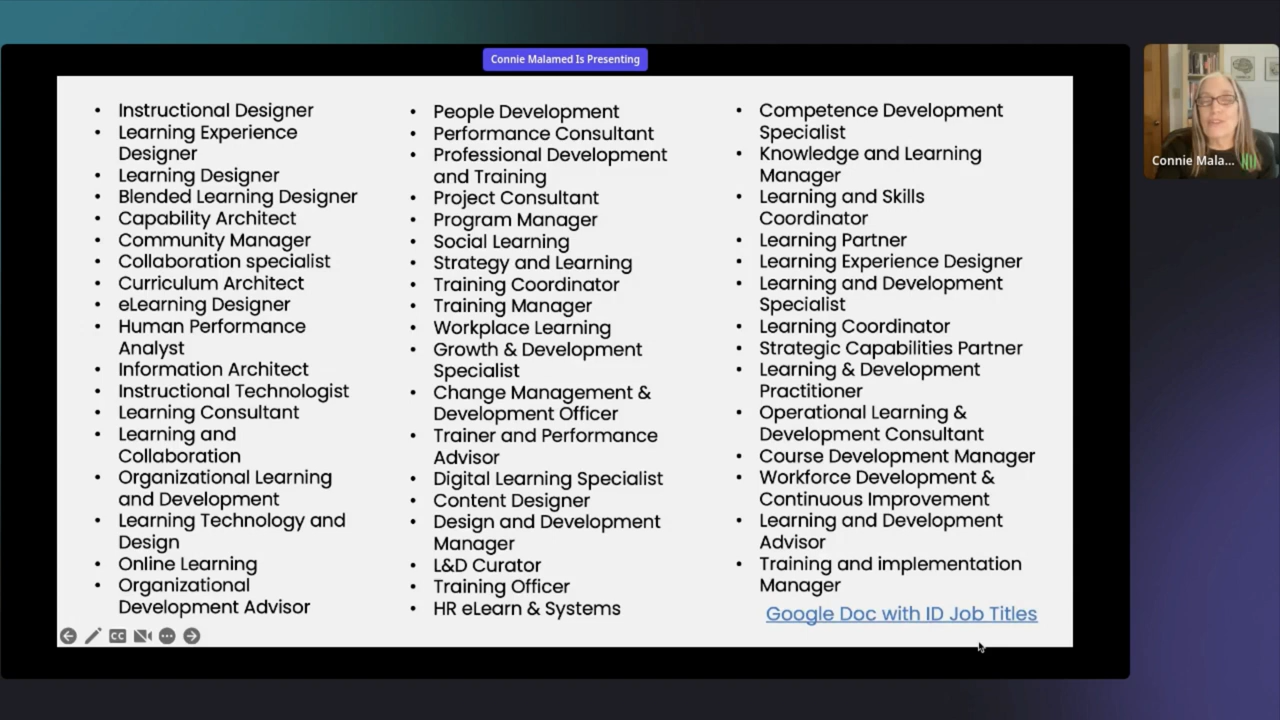 Connie Malamed Is Presenting
• Instructional Designer
• Learning Experience
Designer
• Learning Designer
• Blended Learning Designer
• Capability Architect
• Community Manager
• Collaboration specialist
• Curriculum Architect
• eLearning Designer
• Human Performance
Analyst
• Information Architect
• Instructional Technologist
• Learning Consultant
• Learning and
Collaboration
• Organizational Learning
and Development
• Learning Technology and
Design
• Online Learning
• Organizational
Development Advisor
• People Development
• Performance Consultant
• Professional Development
and Training
• Project Consultant
• Program Manager
• Social Learning
• Strategy and Learning
• Training Coordinator
• Training Manager
• Workplace Learning
• Growth & Development
Specialist
• Change Management &
Development Officer
• Trainer and Performance
Advisor
• Digital Learning Specialist
• Content Designer
• Design and Development
Manager
• L&D Curator
• Training Officer
• HR eLearn & Systems
• Competence Development
Specialist
• Knowledge and Learning
Manager
• Learning and Skills
Coordinator
• Learning Partner
• Learning Experience Designer
• Learning and Development
Specialist
• Learning Coordinator
• Strategic Capabilities Partner
• Learning & Development
Practitioner
• Operational Learning &
Development Consultant
• Course Development Manager
• Workforce Development &
Continuous Improvement
• Learning and Development
Advisor
• Training and implementation
Manager
Google Doc with ID Job Titles
CC
Connie Mala...